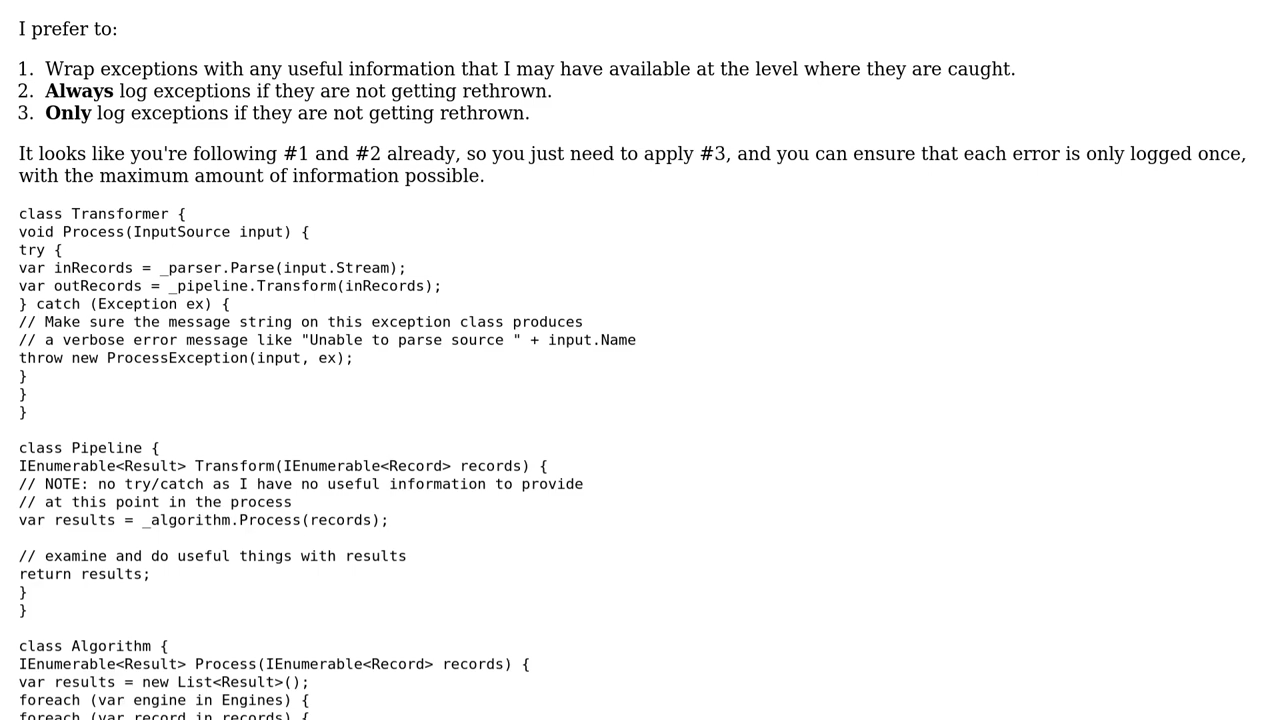 I prefer to:
1. Wrap exceptions with any useful information that I may have available at the level where they are caught.
2. Always log exceptions if they are not getting rethrown.
3. Only log exceptions if they are not getting rethrown.
It looks like you're following #1 and #2 already, so you just need to apply #3, and you can ensure that each error is only logged once,
with the maximum amount of information possible.
class Transformer {
void Process(InputSource input) {
try {
var inRecords = _parser.Parse(input.Stream);
var outRecords = _pipeline.Transform(inRecords);
} catch (Exception ex) {
// Make sure the message string on this exception class produces
// a verbose error message like "Unable to parse source " + input.Name
throw new ProcessException(input, ex);
}
}
}
class Pipeline {
IEnumerable<Result> Transform(IEnumerable<Record> records) {
// NOTE: no try/catch as I have no useful information to provide
// at this point in the process
var results = _algorithm.Process(records);
// examine and do useful things with results
return results;
}
}
class Algorithm {
IEnumerable<Result> Process(IEnumerable<Record> records) {
var results = new List<Result>();
foreach (var engine in Engines) {
foreach (var record in records) {